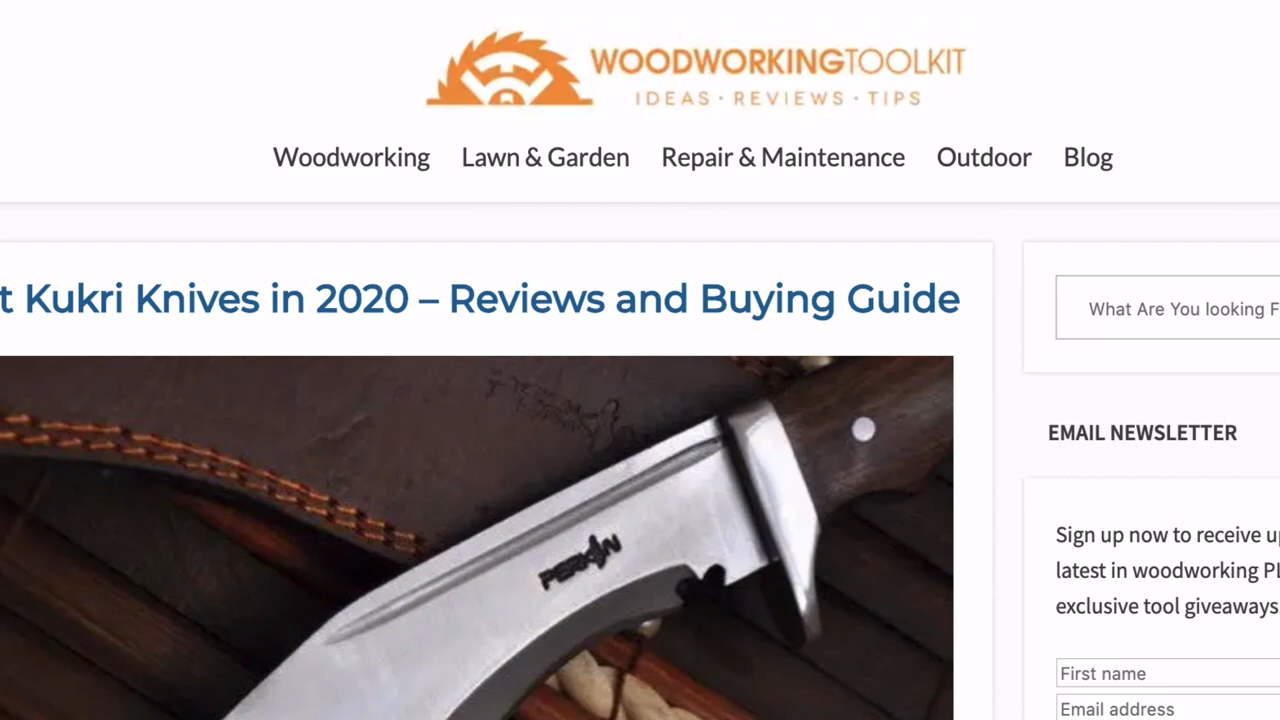 WOODWORKINGTOOLKIT
IDEAS · REVIEWS · TIPS
Woodworking Lawn & Garden Repair & Maintenance Outdoor Blog
t Kukri Knives in 2020 – Reviews and Buying Guide
What Are You looking F
PERKIN
EMAIL NEWSLETTER
Sign up now to receive up
latest in woodworking PL
exclusive tool giveaways
First name
Email address